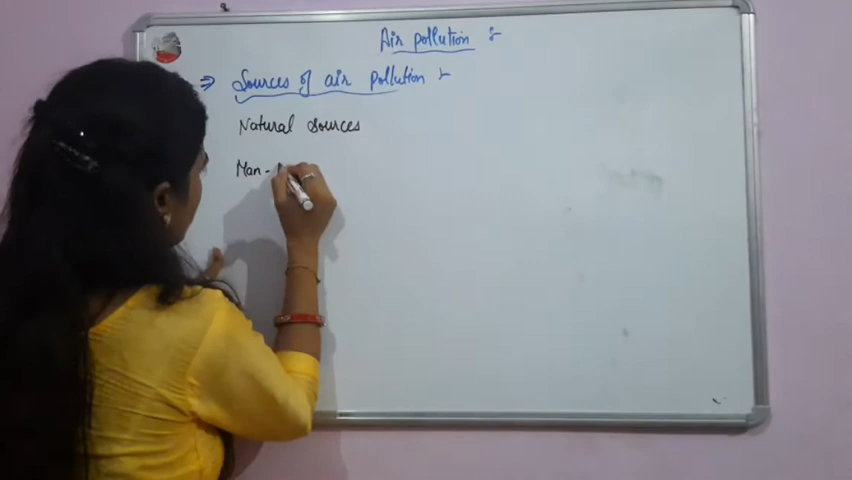 Air pollution :-
⇒ Sources of air pollution :-
Natural Sources
Man-